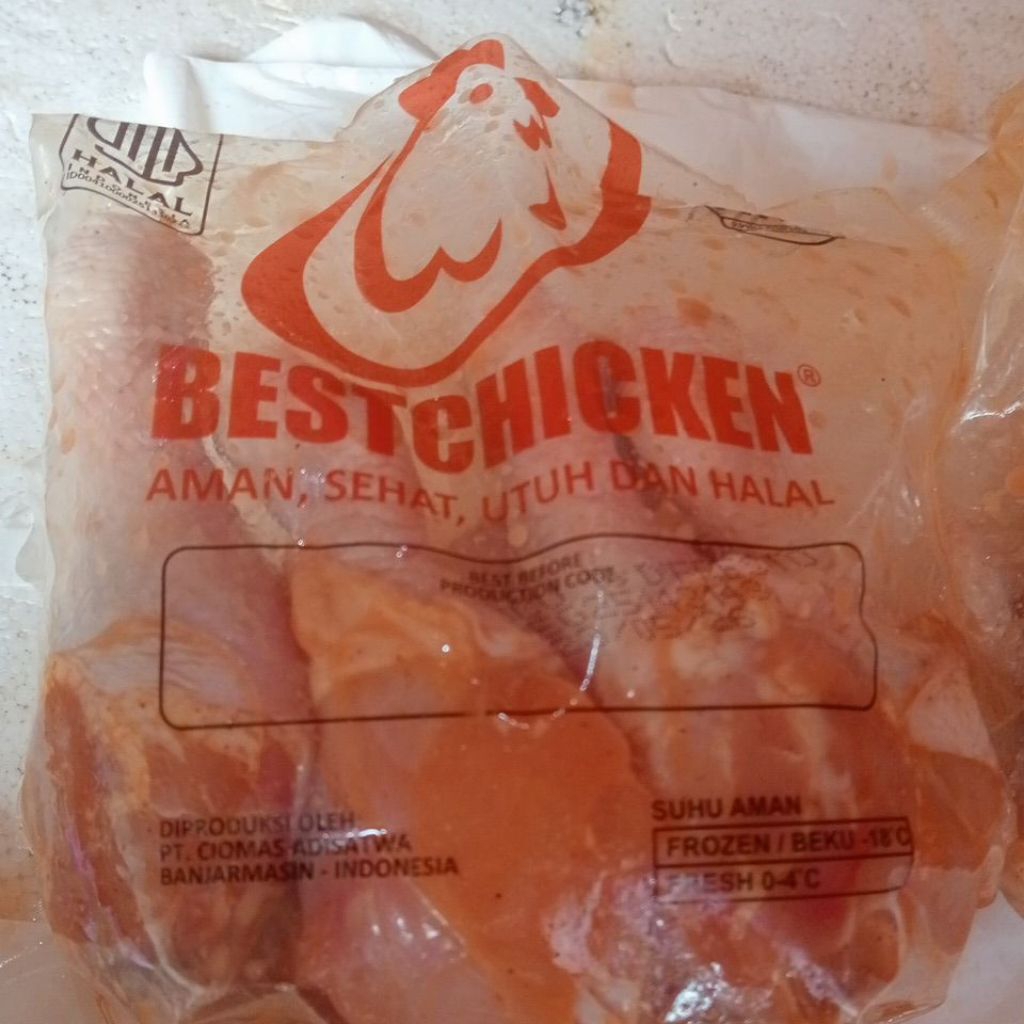 HALAL
INDONESIA
BESTCHICKEN®
AMAN, SEHAT, UTUH DAN HALAL
BEST BEFORE
PRODUCTION CODE
DIPRODUKSI OLEH
PT. CIOMAS ADISATWA
BANJARMASIN - INDONESIA
SUHU AMAN
FROZEN / BEKU -18°C
FRESH 0-4°C